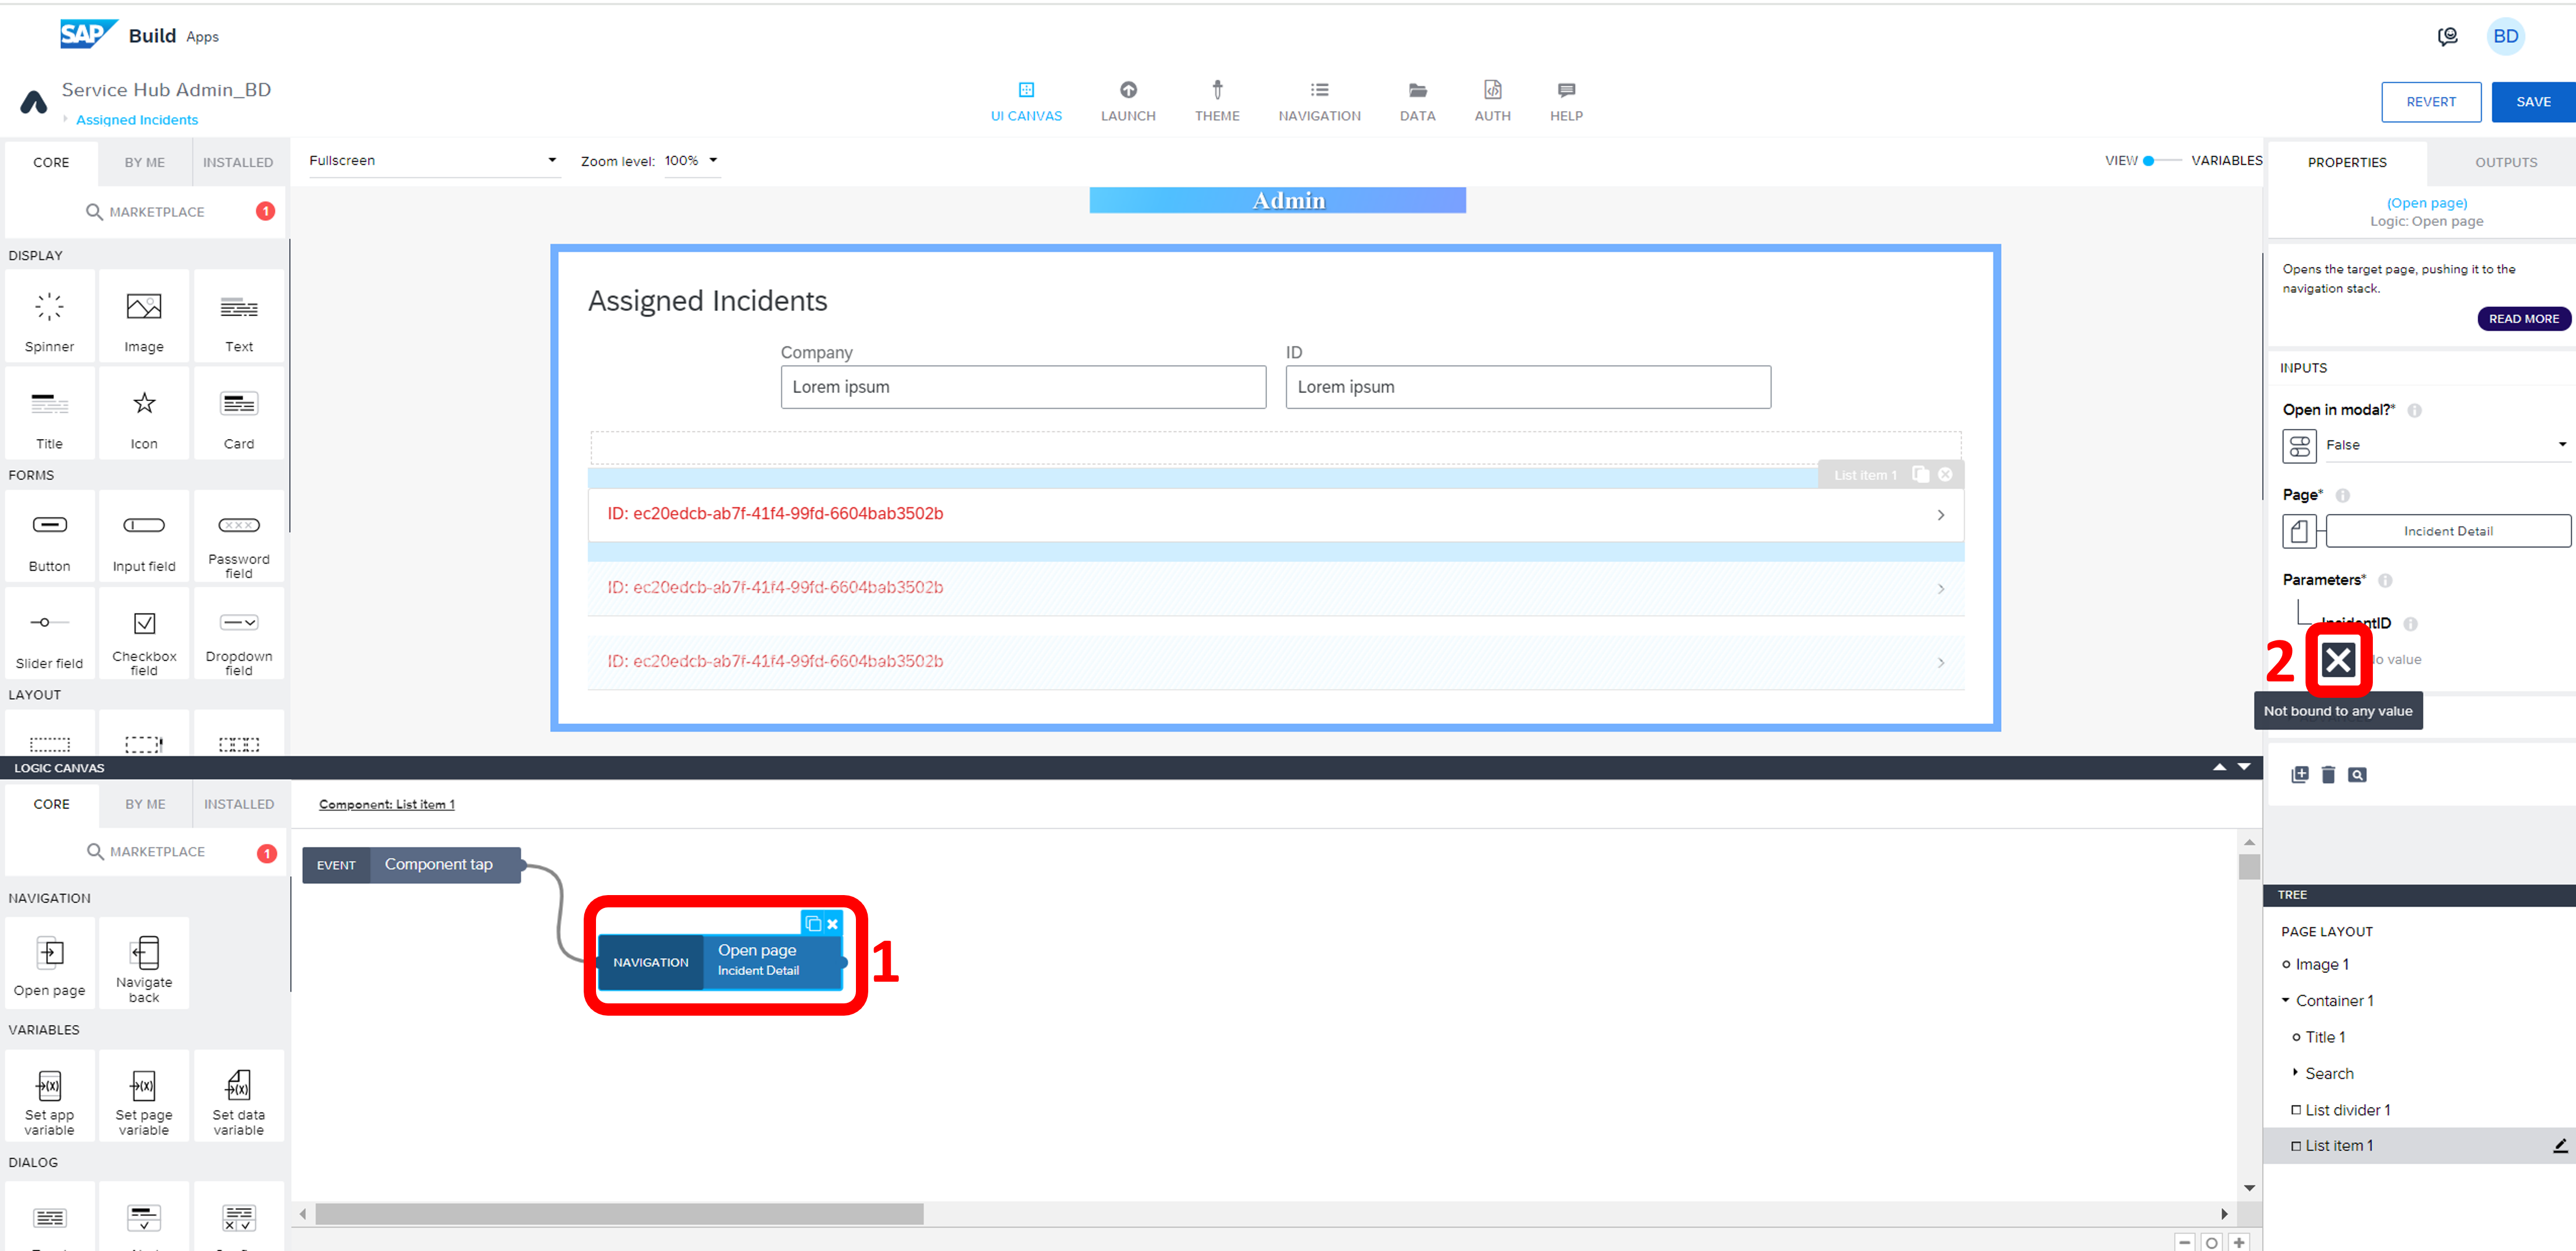 SAP Build Apps
BD
Service Hub Admin_BD
Assigned Incidents
UI CANVAS
LAUNCH
THEME
NAVIGATION
DATA
AUTH
HELP
REVERT
SAVE
CORE
BY ME
INSTALLED
Fullscreen
Zoom level: 100%
VIEW
VARIABLES
PROPERTIES
OUTPUTS
MARKETPLACE
1
Admin
(Open page)
Logic: Open page
DISPLAY
Spinner
Image
Text
Title
Icon
Card
FORMS
Button
Input field
Password
field
Slider field
Checkbox
field
Dropdown
field
LAYOUT
Assigned Incidents
Company
ID
Lorem ipsum
Lorem ipsum
List item 1
ID: ec20edcb-ab7f-41f4-99fd-6604bab3502b
ID: ec20edcb-ab7f-41f4-99fd-6604bab3502b
ID: ec20edcb-ab7f-41f4-99fd-6604bab3502b
Opens the target page, pushing it to the
navigation stack.
READ MORE
INPUTS
Open in modal?*
False
Page*
Incident Detail
Parameters*
IncidentID
2
value
Not bound to any value
LOGIC CANVAS
CORE
BY ME
INSTALLED
Component: List item 1
MARKETPLACE
1
EVENT
Component tap
NAVIGATION
Open page
Incident Detail
1
NAVIGATION
Open page
Navigate
back
VARIABLES
Set app
variable
Set page
variable
Set data
variable
DIALOG
TREE
PAGE LAYOUT
Image 1
Container 1
Title 1
Search
List divider 1
List item 1